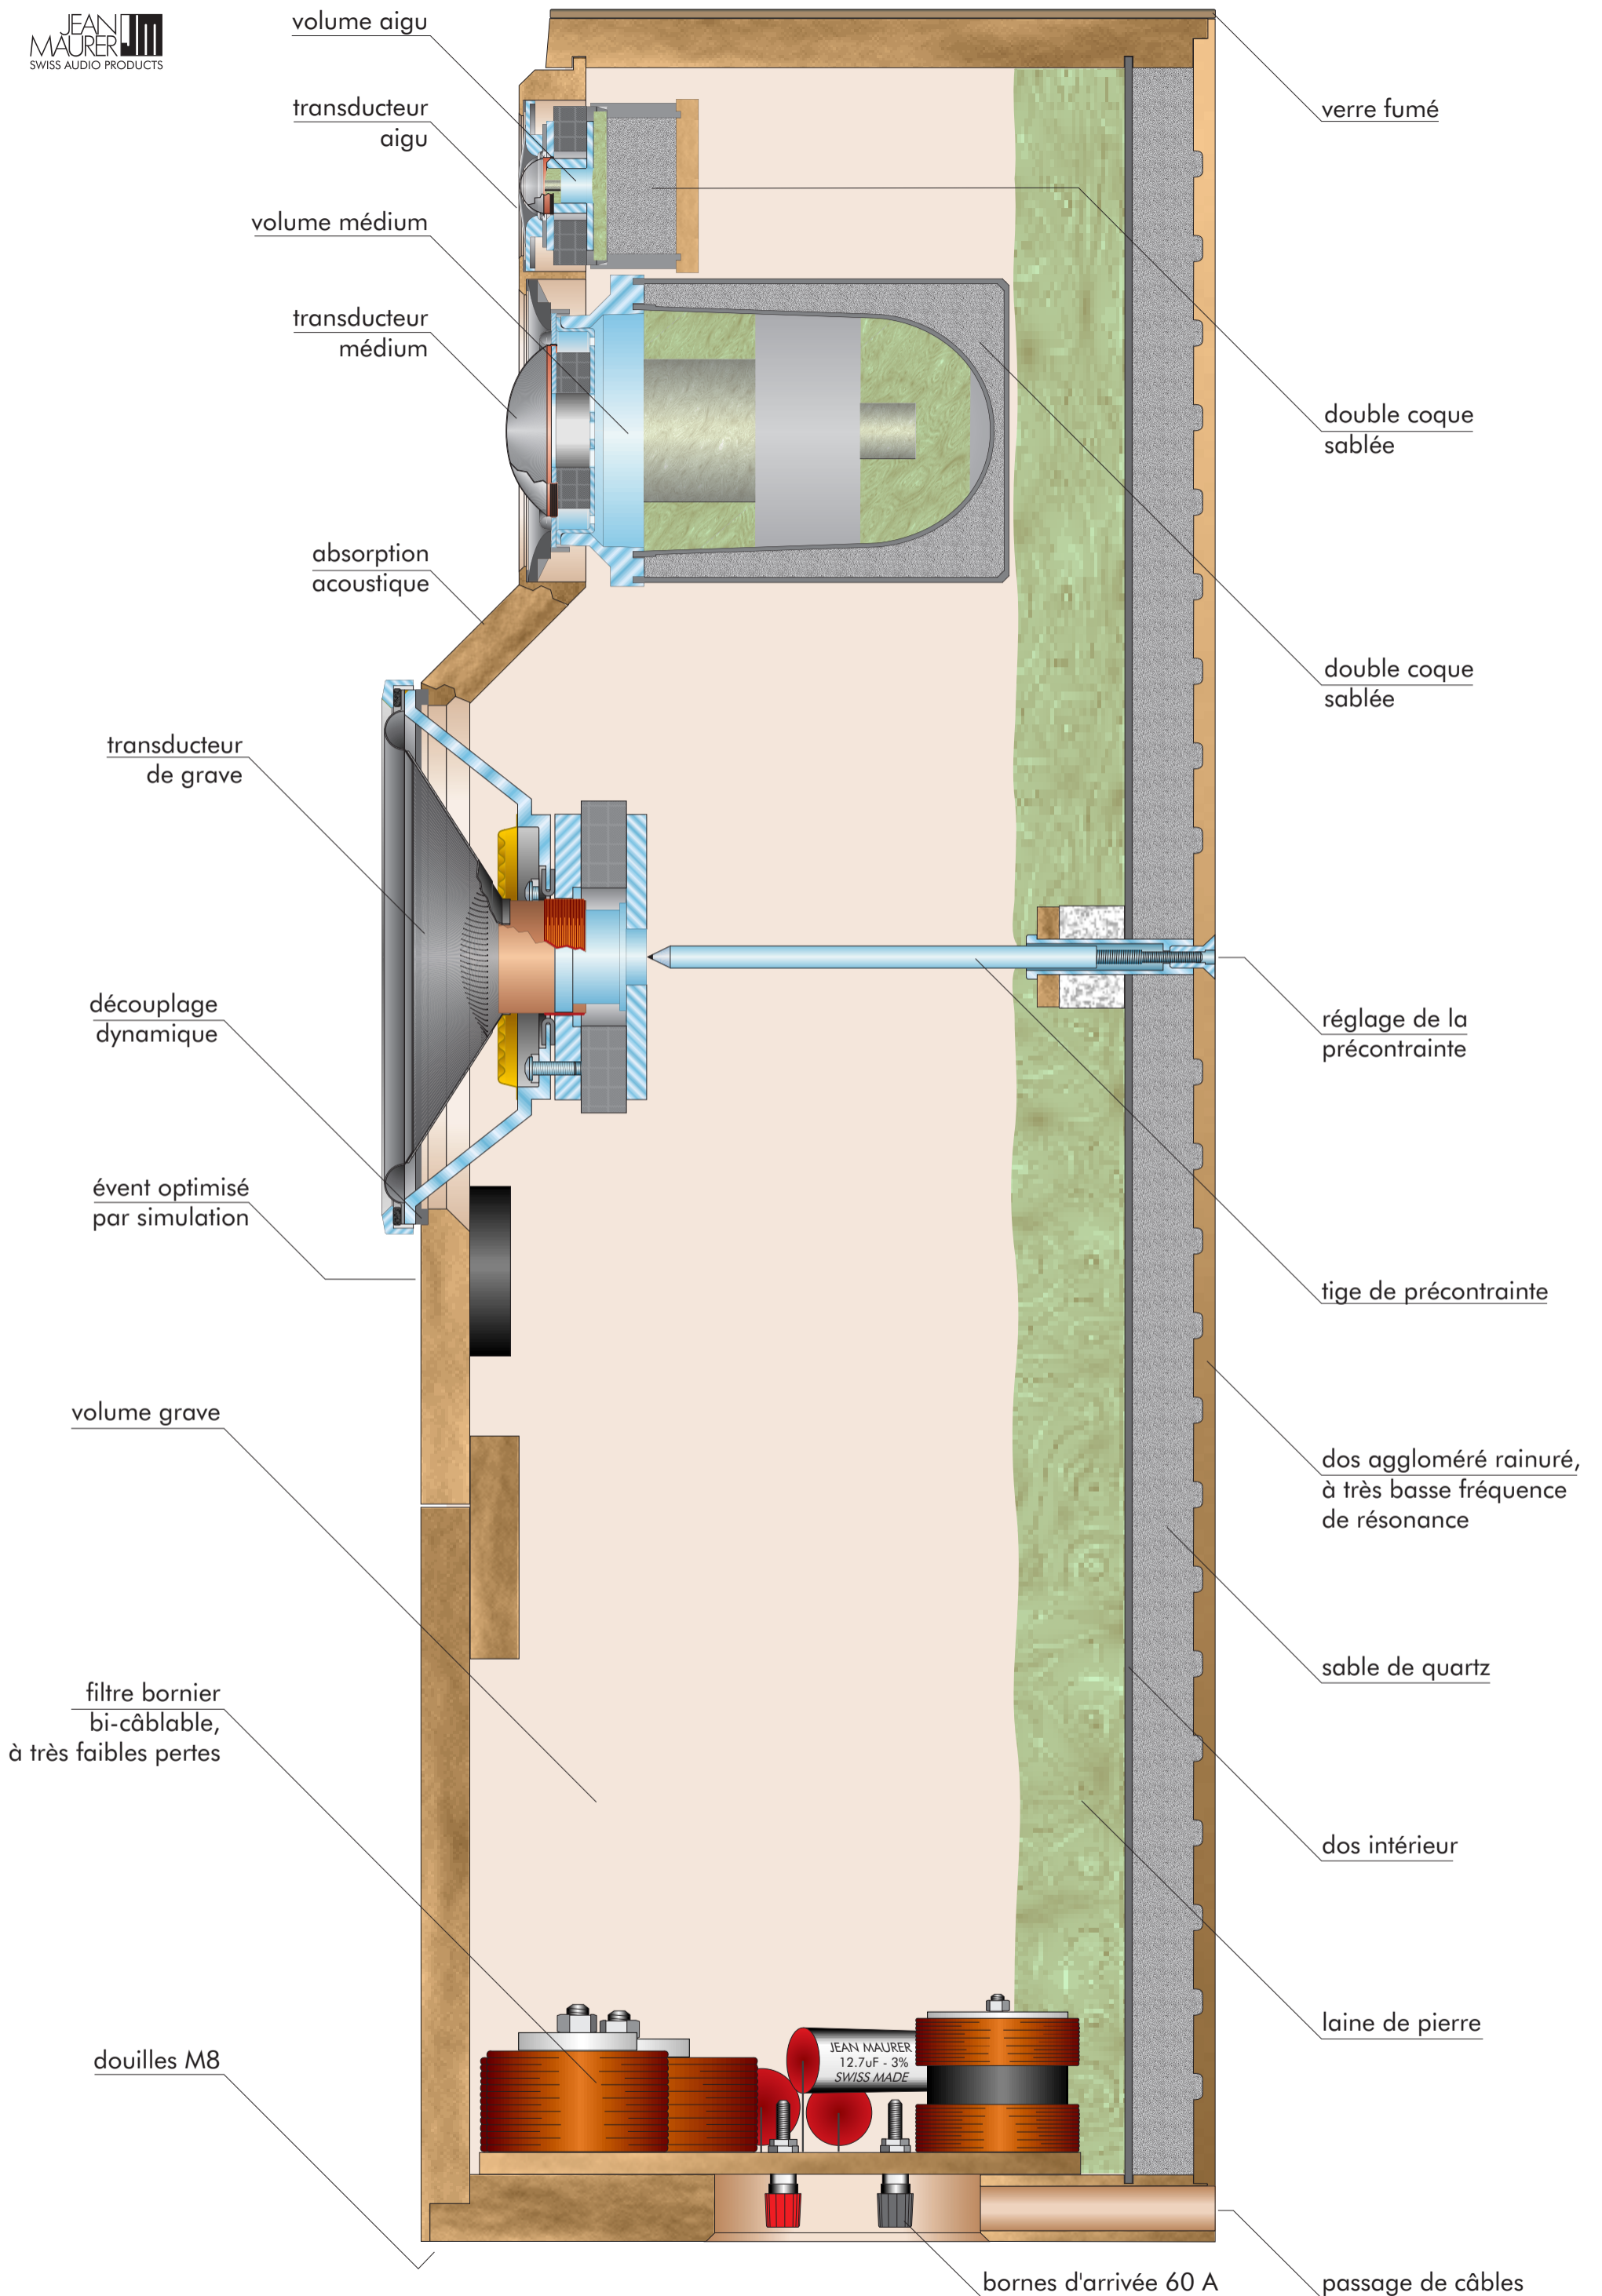 JEAN
MAURER
SWISS AUDIO PRODUCTS
volume aigu
transducteur
aigu
volume médium
transducteur
médium
absorption
acoustique
transducteur
de grave
découplage
dynamique
évent optimisé
par simulation
volume grave
filtre bornier
bi-câblable,
à très faibles pertes
douilles M8
verre fumé
double coque
sablée
double coque
sablée
réglage de la
précontrainte
tige de précontrainte
dos aggloméré rainuré,
à très basse fréquence
de résonance
sable de quartz
dos intérieur
laine de pierre
JEAN MAURER
12.7uF - 3%
SWISS MADE
bornes d'arrivée 60 A
passage de câbles